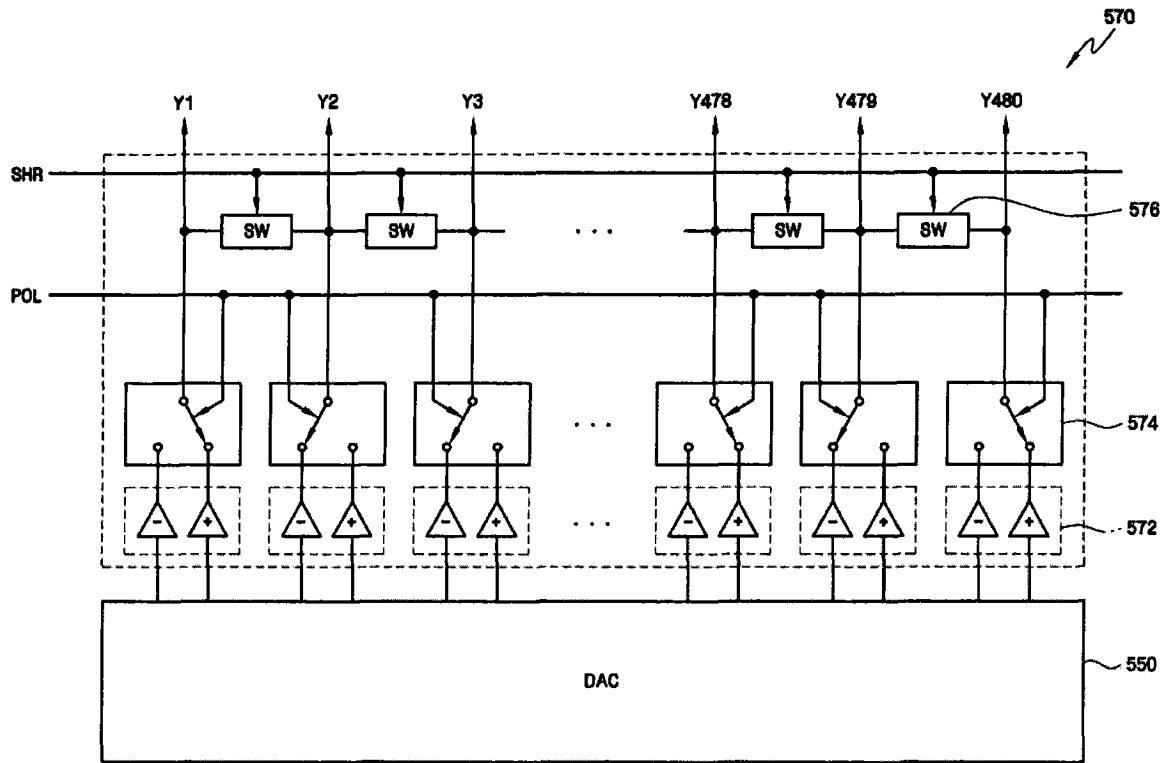 570
Y1 Y2 Y3 Y478 Y479 Y480
SHR
SW SW . . . SW SW
576
POL
574
. . .
- + - + - + . . . - + - + - +
572
DAC
550